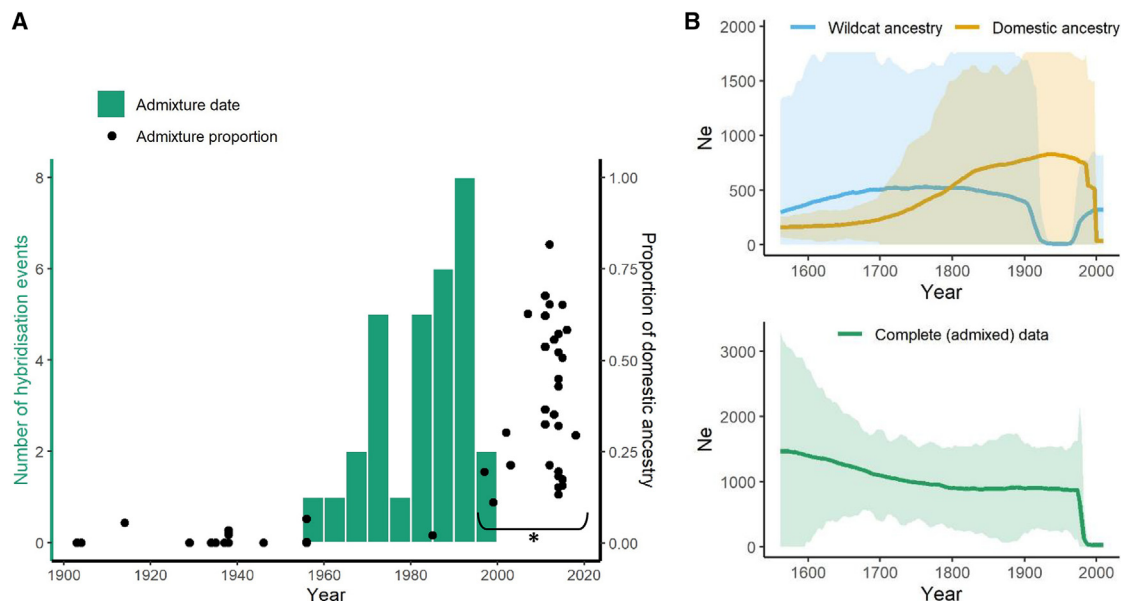 A
Admixture date
Admixture proportion
Number of hybridisation events
8
6
4
2
0
1.00
0.75
0.50
0.25
0.00
Proportion of domestic ancestry
*
1900 1920 1940 1960 1980 2000 2020
Year
B
Wildcat ancestry Domestic ancestry
Ne
2000
1500
1000
500
0
1600 1700 1800 1900 2000
Year
Complete (admixed) data
Ne
3000
2000
1000
0
1600 1700 1800 1900 2000
Year